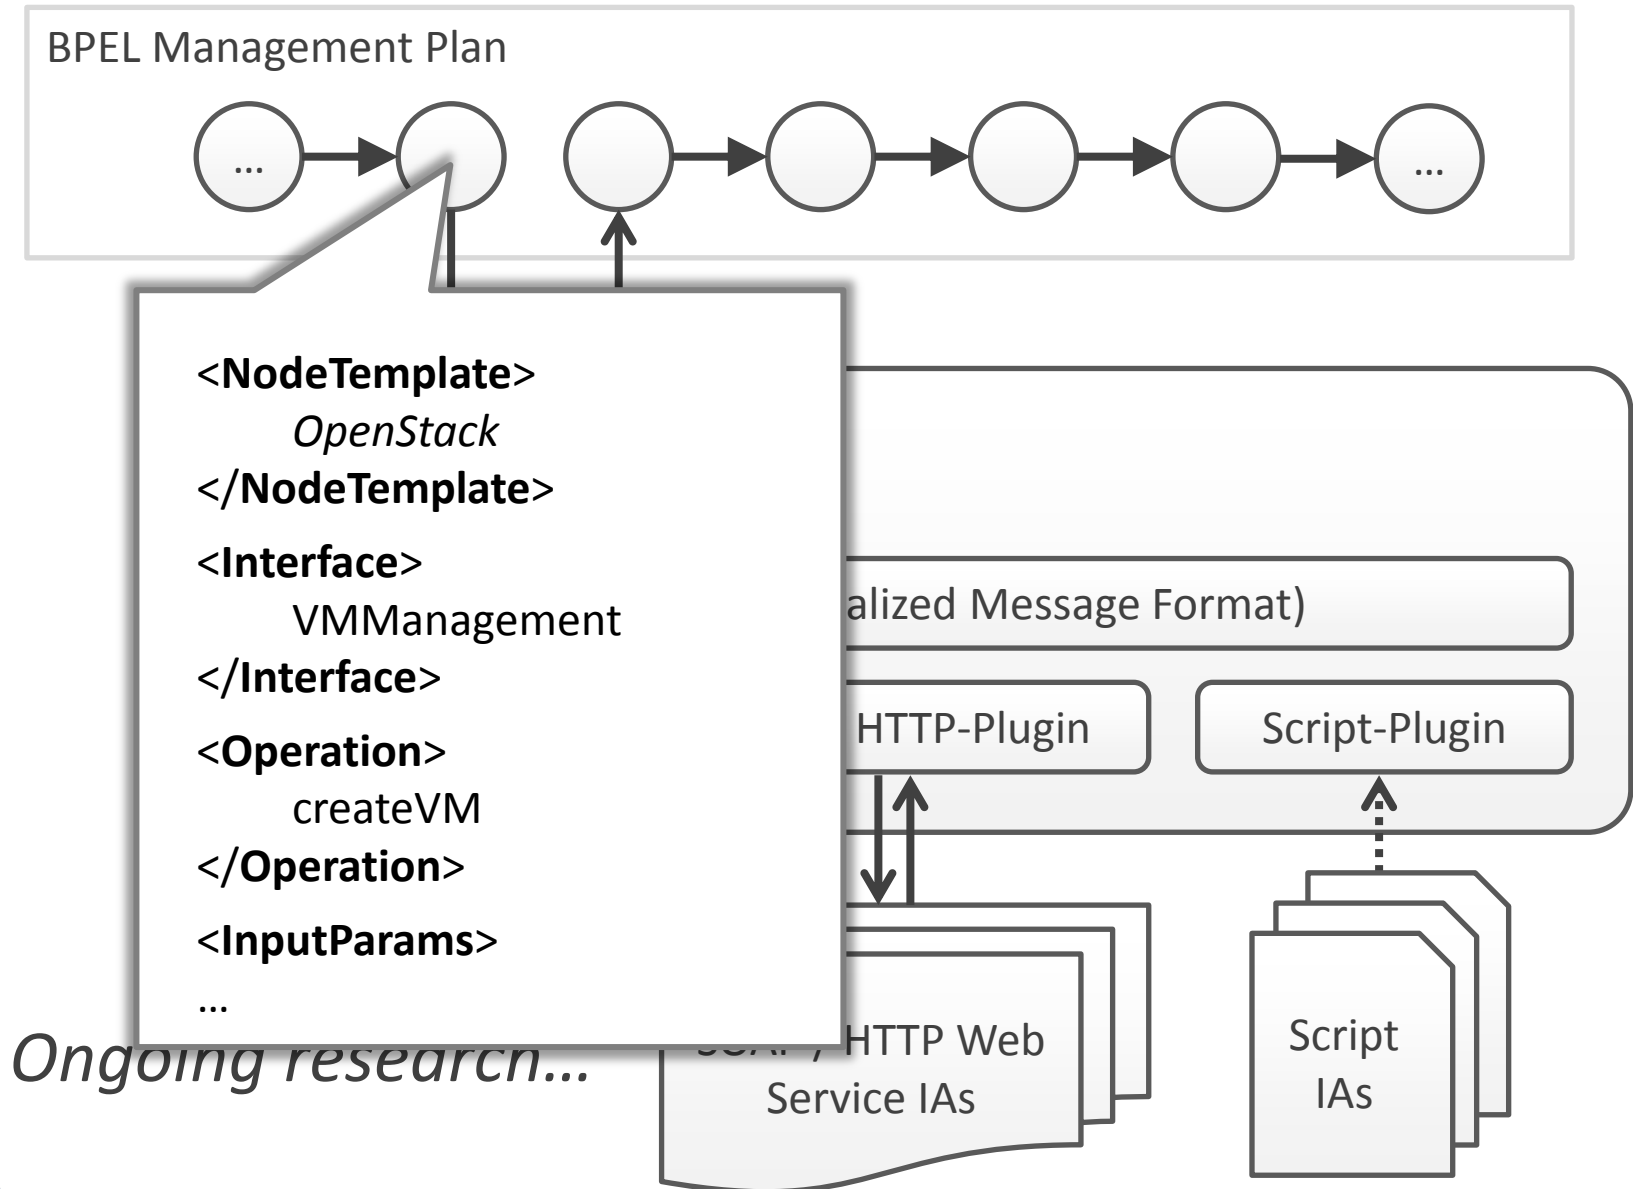 BPEL Management Plan
... ...
<NodeTemplate>
OpenStack
</NodeTemplate>
<Interface>
VMManagement
</Interface>
<Operation>
createVM
</Operation>
<InputParams>
...
alized Message Format)
HTTP-Plugin
Script-Plugin
Ongoing research...
/ HTTP Web
Service IAs
Script
IAs